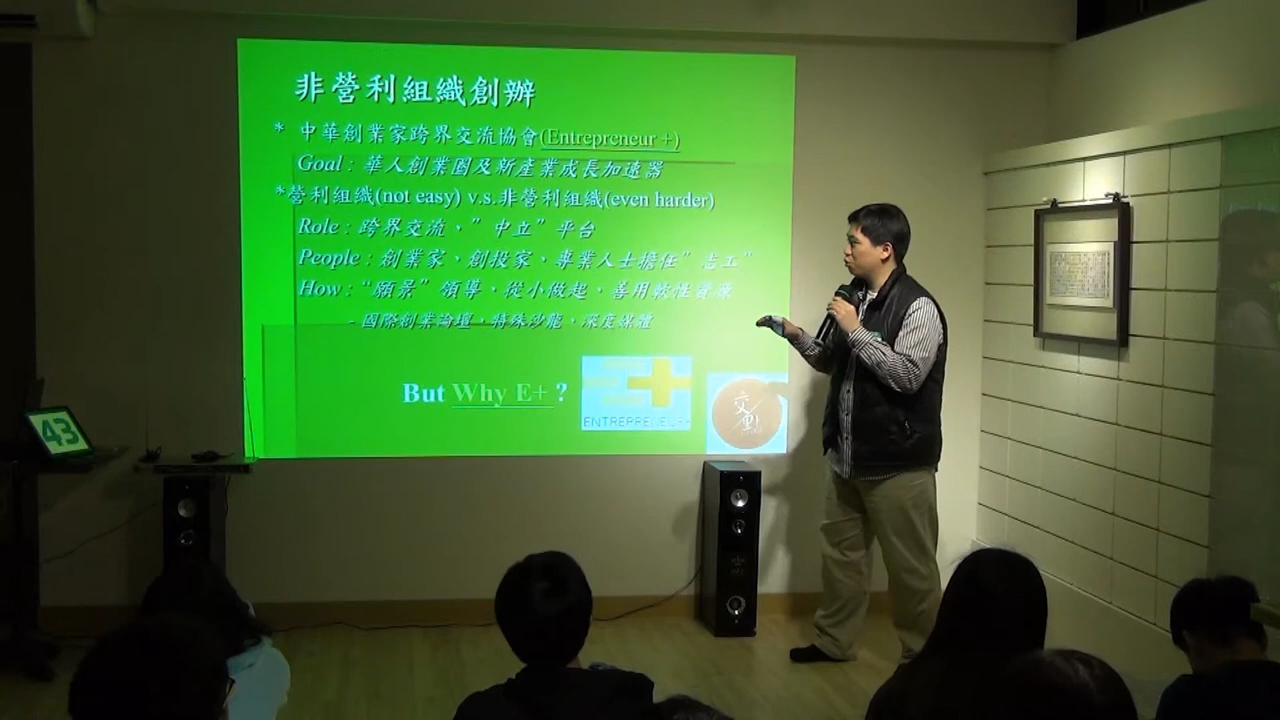 非營利組織創辦
* 中華創業家跨界交流協會(Entrepreneur +)
Goal : 華人創業圈及新產業成長加速器
*營利組織(not easy) v.s.非營利組織(even harder)
Role : 跨界交流、”中立”平台
People : 創業家、創投家、專業人士擔任”志工”
How : “願景”領導、從小做起、善用軟性資源
- 國際創業論壇、特殊沙龍、深度媒體
But Why E+ ?
ENTREPRENEUR+
交點
43